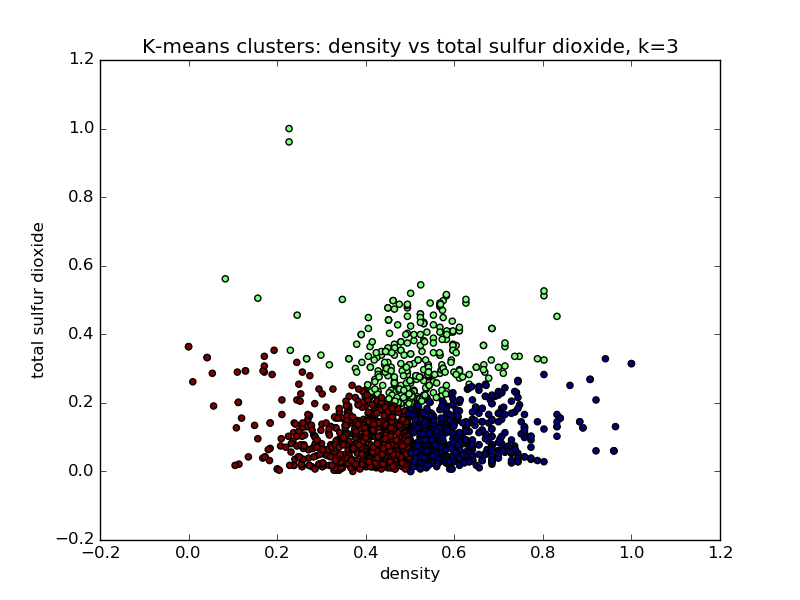 K-means clusters: density vs total sulfur dioxide, k=3
1.2
1.0
0.8
0.6
0.4
0.2
0.0
−0.2
total sulfur dioxide
−0.2 0.0 0.2 0.4 0.6 0.8 1.0 1.2
density